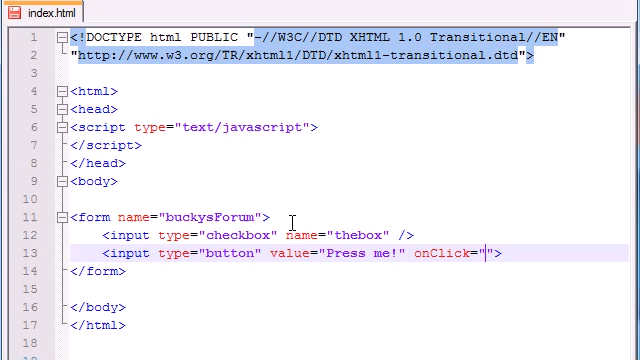 index.html
1 <!DOCTYPE html PUBLIC "-//W3C//DTD XHTML 1.0 Transitional//EN"
2 "http://www.w3.org/TR/xhtml1/DTD/xhtml1-transitional.dtd">
3
4 <html>
5 <head>
6 <script type="text/javascript">
7 </script>
8 </head>
9 <body>
10
11 <form name="buckysForum">
12 <input type="checkbox" name="thebox" />
13 <input type="button" value="Press me!" onClick="">
14 </form>
15
16 </body>
17 </html>
18